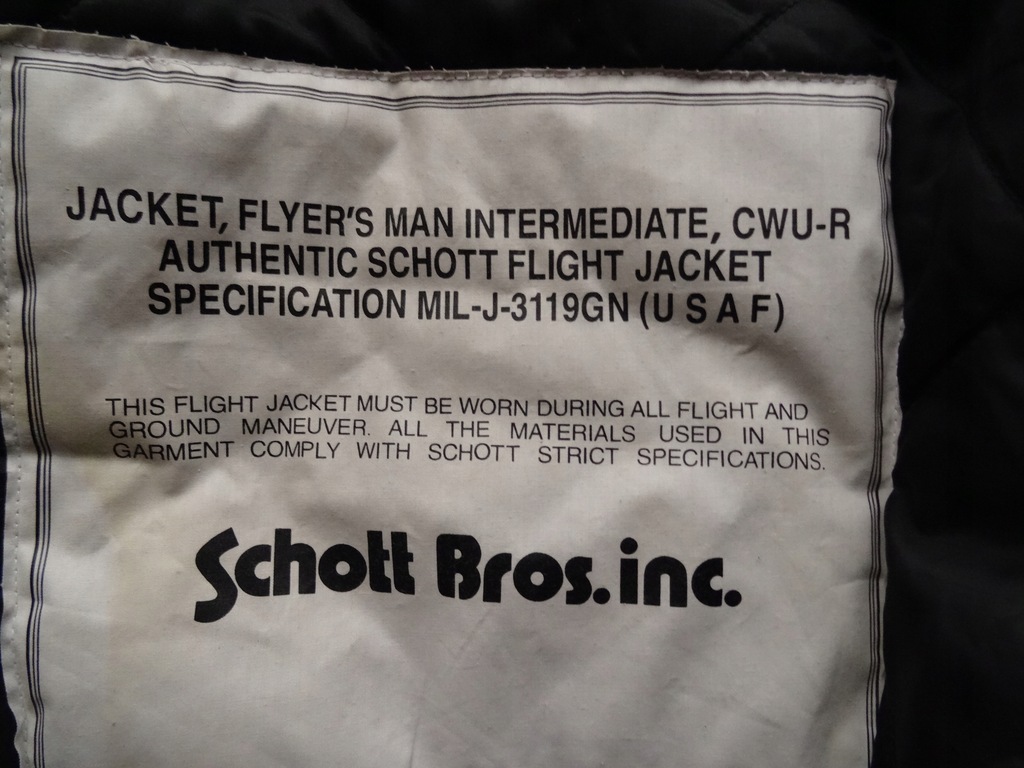 JACKET, FLYER'S MAN INTERMEDIATE, CWU-R
AUTHENTIC SCHOTT FLIGHT JACKET
SPECIFICATION MIL-J-3119GN (U S A F)
THIS FLIGHT JACKET MUST BE WORN DURING ALL FLIGHT AND
GROUND MANEUVER. ALL THE MATERIALS USED IN THIS
GARMENT COMPLY WITH SCHOTT STRICT SPECIFICATIONS.
Schott Bros. inc.